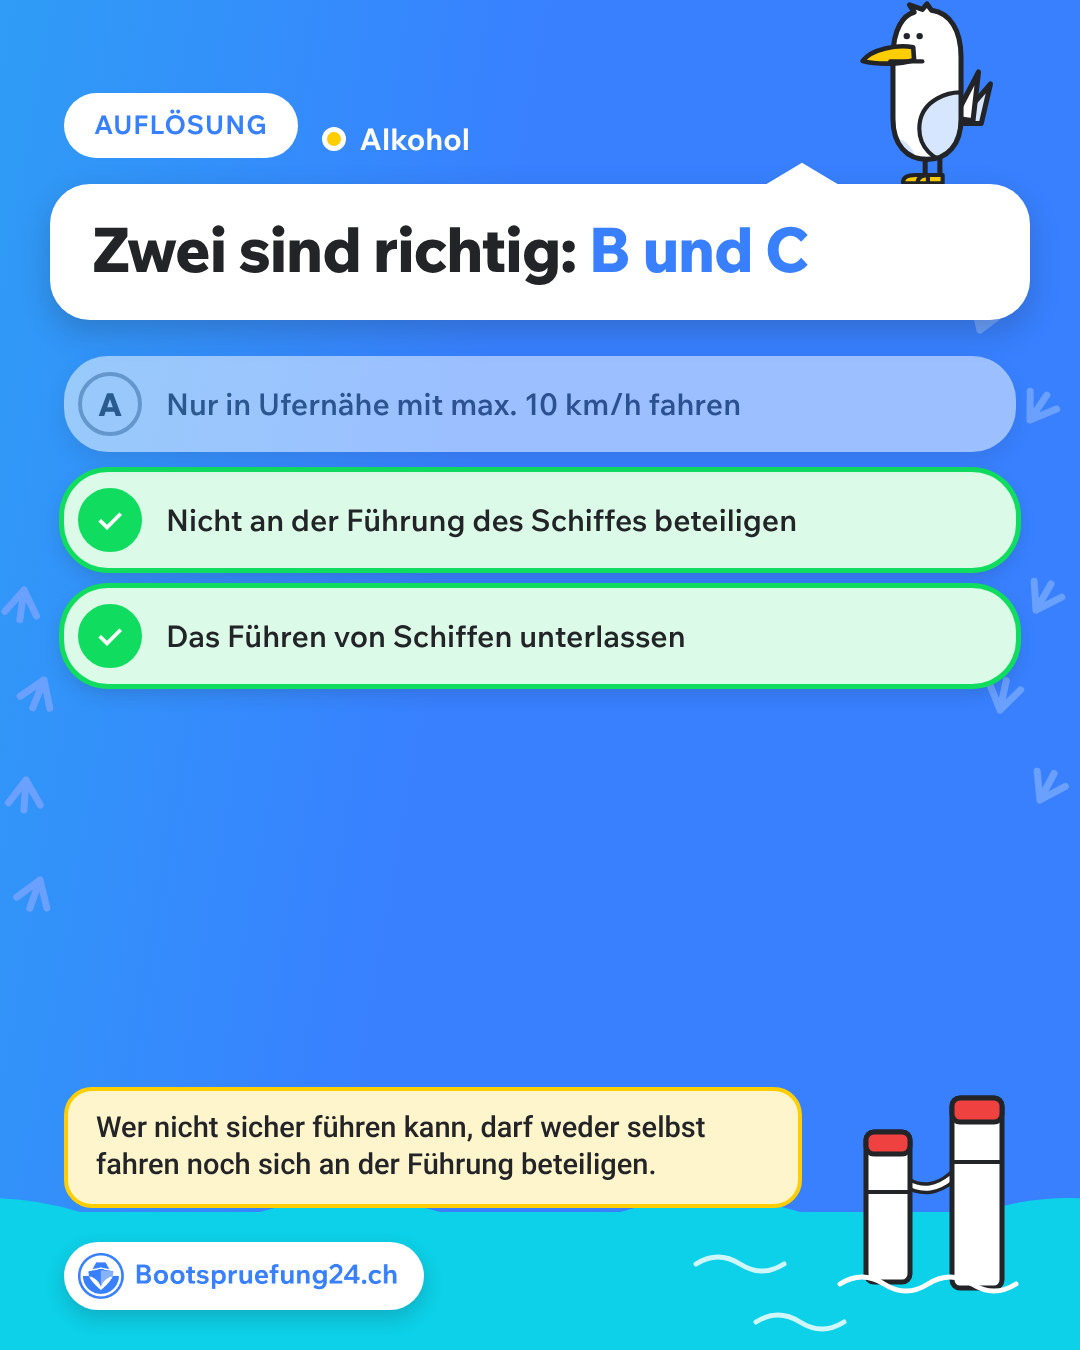 AUFLÖSUNG
Alkohol
Zwei sind richtig: B und C
A Nur in Ufernähe mit max. 10 km/h fahren
Nicht an der Führung des Schiffes beteiligen
Das Führen von Schiffen unterlassen
Wer nicht sicher führen kann, darf weder selbst
fahren noch sich an der Führung beteiligen.
Bootspruefung24.ch